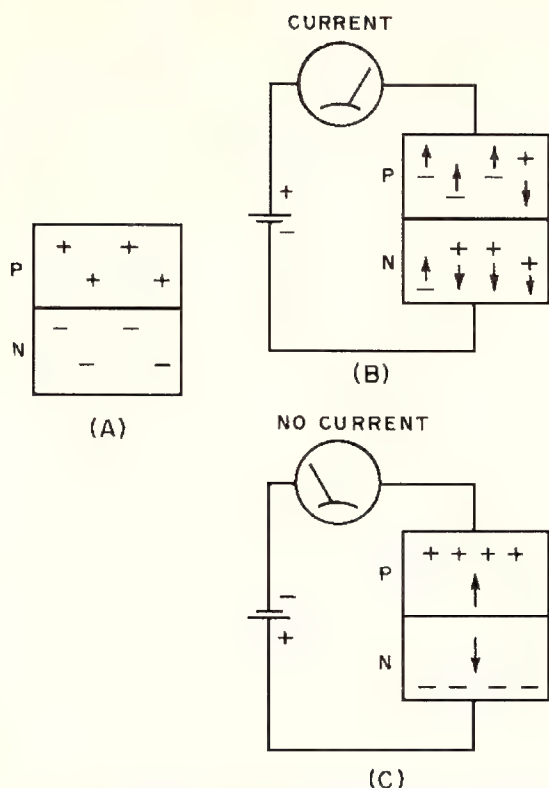 CURRENT
P
N
+
−
P + + + +
N − − − −
(A)
(B)
NO CURRENT
−
+
P + + + +
N − − − −
(C)